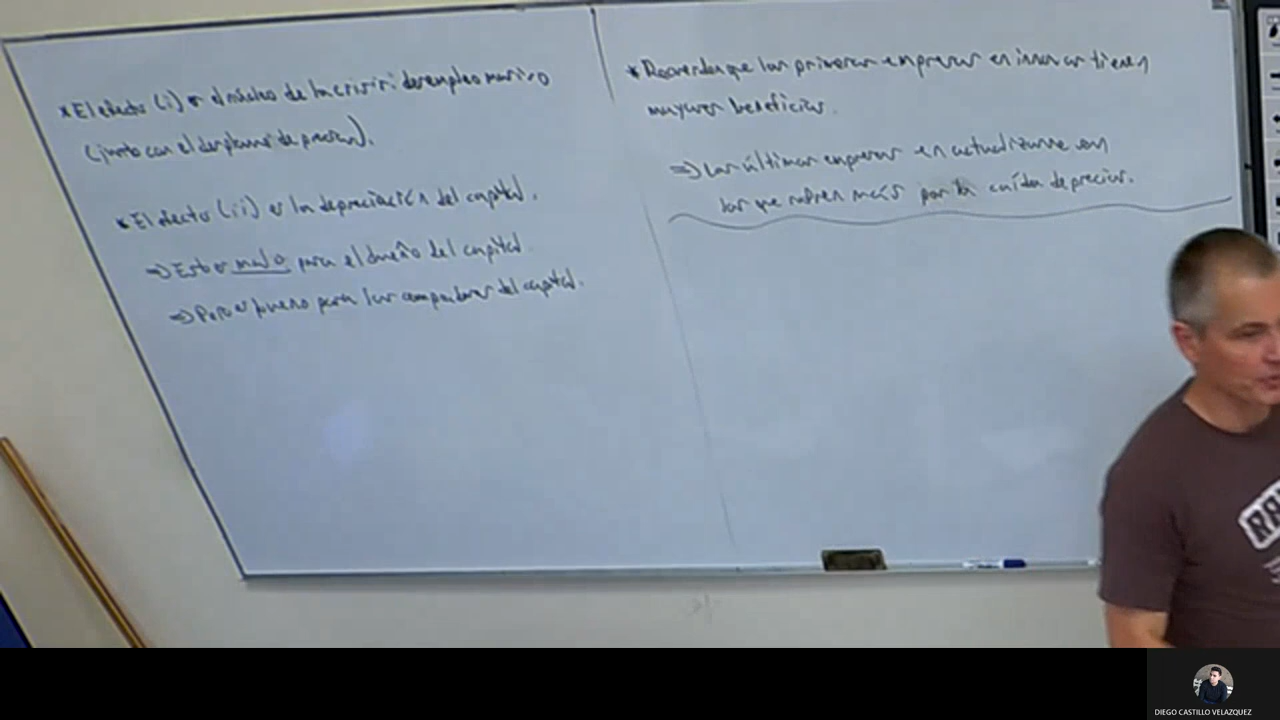 * El efecto (i) es el núcleo de la crisis: desempleo masivo
(junto con el desplome de precios).
* El efecto (ii) es la depreciación del capital.
⇒ Esto es malo para el dueño del capital
⇒ Pero es bueno para los compradores del capital.
* Recuerden que las primeras empresas en innovar tienen
mayores beneficios.
⇒ Las últimas empresas en actualizarse son
las que sufren más por la caída de precios.
DIEGO CASTILLO VELAZQUEZ